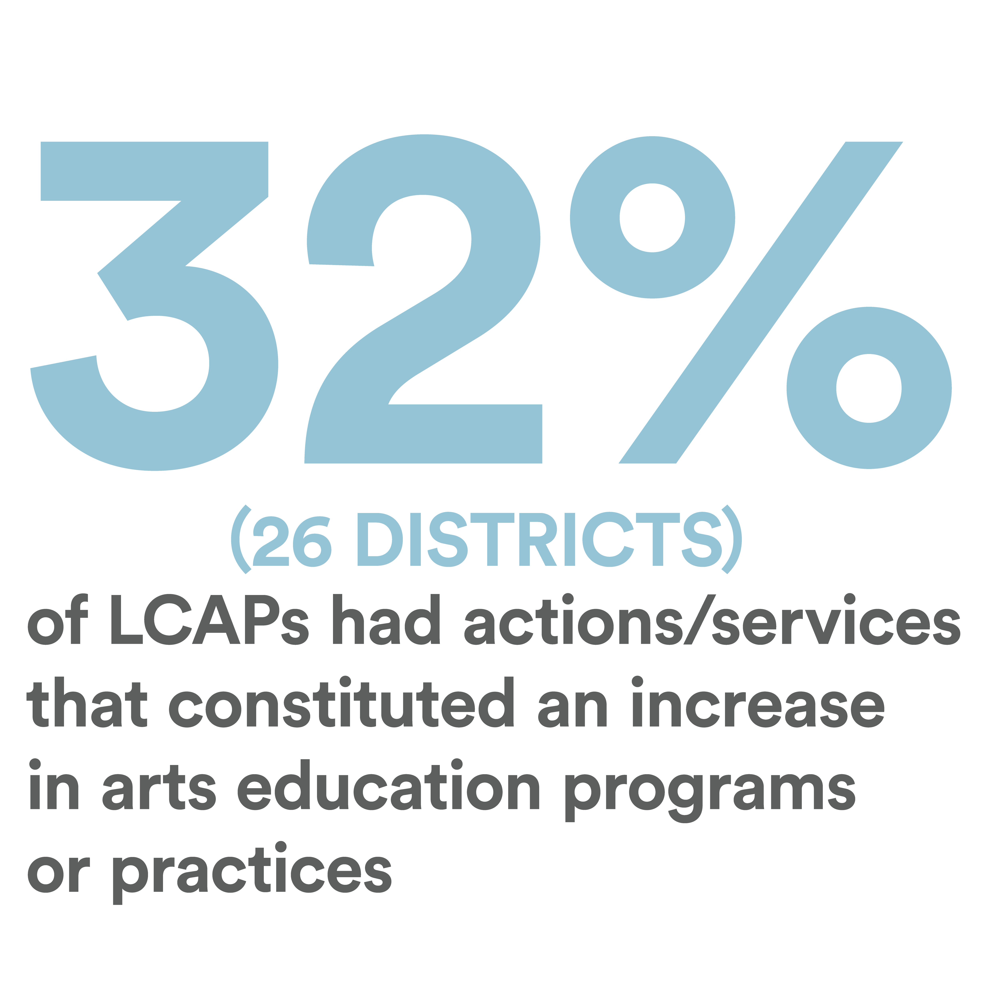 32%
(26 DISTRICTS)
of LCAPs had actions/services
that constituted an increase
in arts education programs
or practices